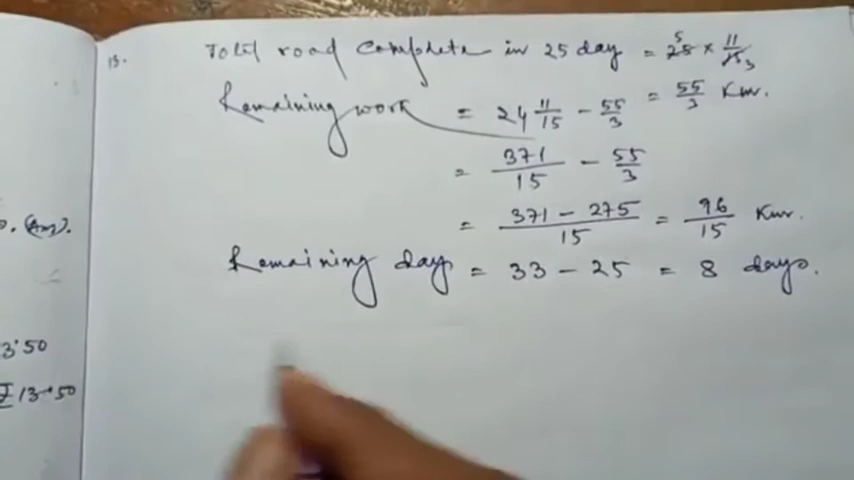 13. Total road complete in 25 day = 25 5 × 11/15 3
Remaining work = 24 11/15 - 55/3 = 55/3 Km.
= 371/15 - 55/3
= 371 - 275/15 = 96/15 Km.
Remaining day = 33 - 25 = 8 days.
. (Ans).
3.50
₹ 13.50